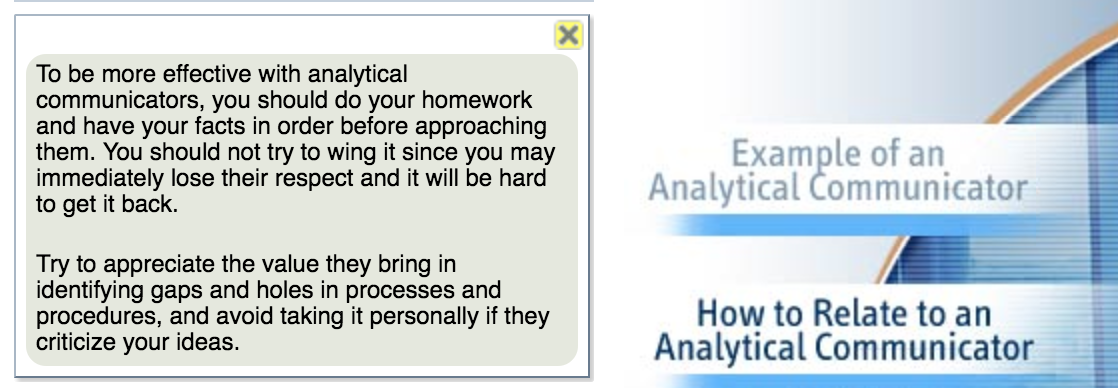 To be more effective with analytical
communicators, you should do your homework
and have your facts in order before approaching
them. You should not try to wing it since you may
immediately lose their respect and it will be hard
to get it back.
Try to appreciate the value they bring in
identifying gaps and holes in processes and
procedures, and avoid taking it personally if they
criticize your ideas.
Example of an
Analytical Communicator
How to Relate to an
Analytical Communicator